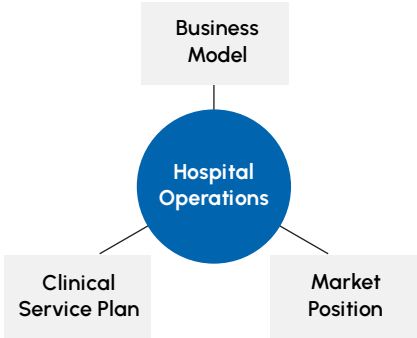 Business
Model
Hospital
Operations
Clinical
Service Plan
Market
Position